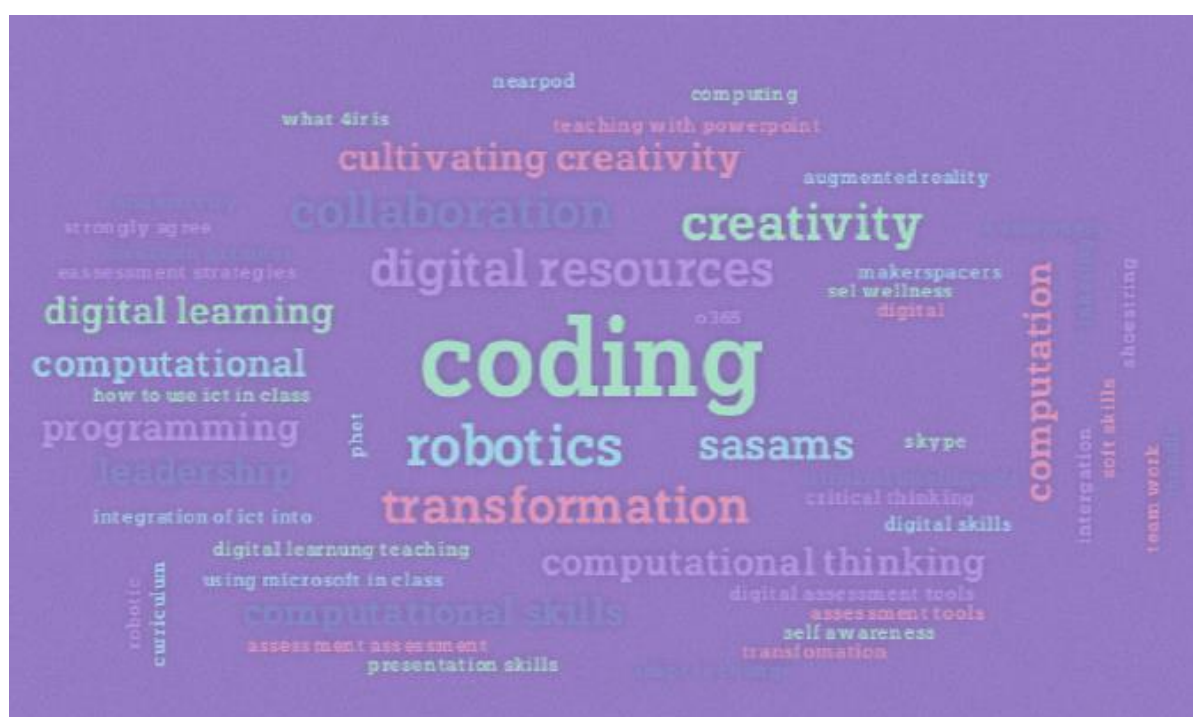 nearpod
computing
what 4ir is
teaching with powerpoint
cultivating creativity
augmented reality
collaboration
creativity
strongly agree
digital resources
eassessment strategies
makerspacers
sel wellness
digital learning
digital
o365
computation
shoestring
coding
computational
how to use ict in class
programming
phet
robotics
sasams
skype
soft skills
leadership
critical thinking
intergration
team work
transformation
integration of ict into
digital skills
digital learnung teaching
computational thinking
using microsoft in class
robotic
curriculum
digital assessment tools
computational skills
assessment tools
self awareness
assessment assessment
transfomation
presentation skills